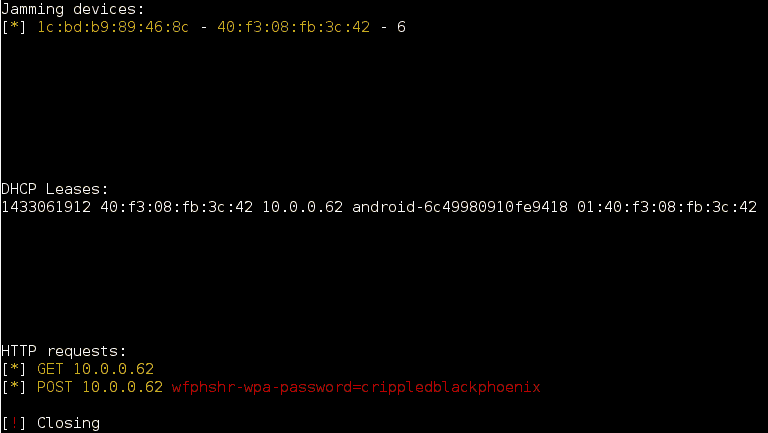 Jamming devices:
[*] 1c:bd:b9:89:46:8c - 40:f3:08:fb:3c:42 - 6
DHCP Leases:
1433061912 40:f3:08:fb:3c:42 10.0.0.62 android-6c49980910fe9418 01:40:f3:08:fb:3c:42
HTTP requests:
[*] GET 10.0.0.62
[*] POST 10.0.0.62 wfphshr-wpa-password=crippledblackphoenix
[!] Closing